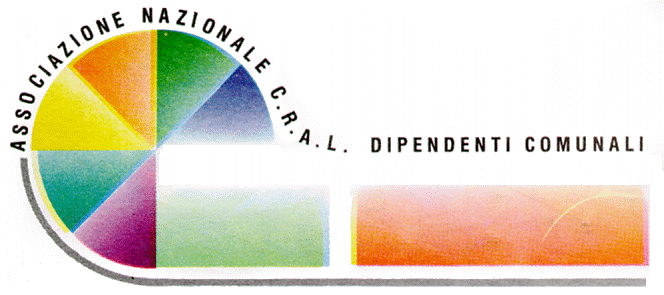 ASSOCIAZIONE NAZIONALE C.R.A.L. DIPENDENTI COMUNALI